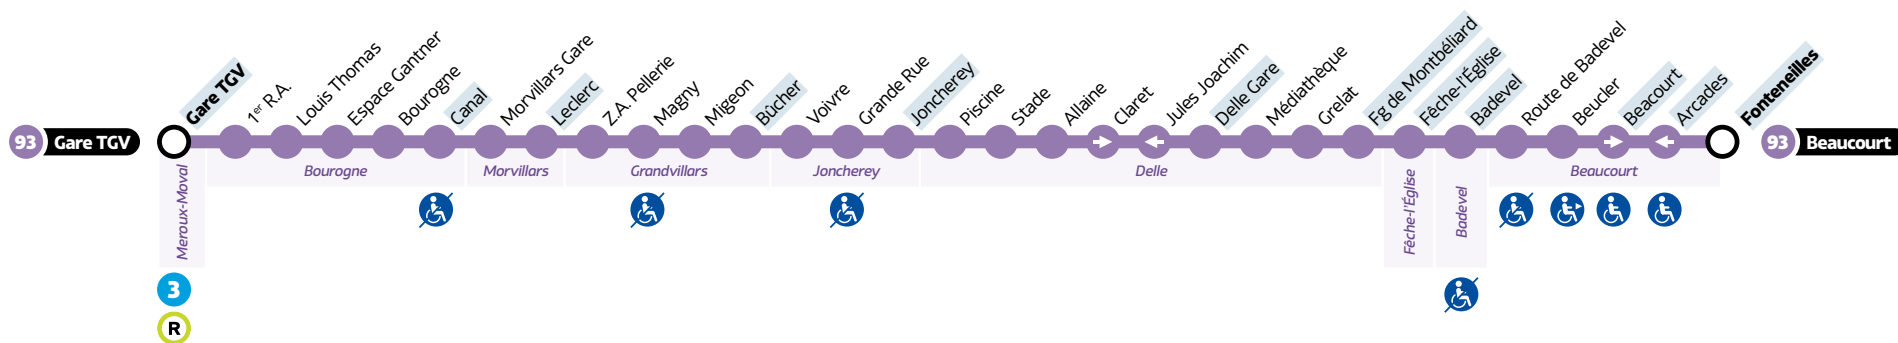 93 Gare TGV
Gare TGV
1er R.A.
Louis Thomas
Espace Gantner
Bourogne
Canal
Morvillars Gare
Leclerc
Z.A. Pellerie
Magny
Migeon
Bûcher
Voivre
Grande Rue
Joncherey
Piscine
Stade
Allaine
Claret
Jules Joachim
Delle Gare
Médiathèque
Grelat
Fg de Montbéliard
Fêche-l'Église
Badevel
Route de Badevel
Beucler
Beacourt
Arcades
Fonteneilles
93 Beaucourt
Meroux-Moval
Bourogne
Morvillars
Grandvillars
Joncherey
Delle
Fêche-l'Église
Badevel
Beaucourt
3
R